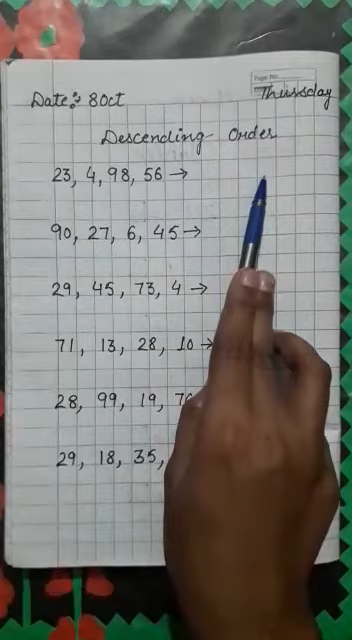 Page No.
Date: 8 Oct Thursday
Descending Order
23, 4, 98, 56 →
90, 27, 6, 45 →
29, 45, 73, 4 →
71, 13, 28, 10 →
28, 99, 19,
29, 18, 35,